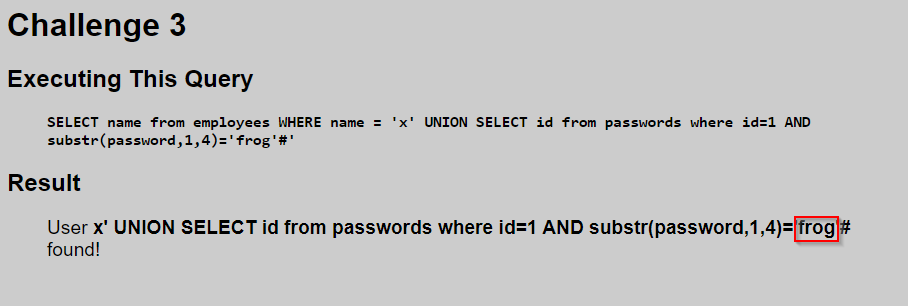 Challenge 3
Executing This Query
SELECT name from employees WHERE name = 'x' UNION SELECT id from passwords where id=1 AND
substr(password,1,4)='frog'#'
Result
User x' UNION SELECT id from passwords where id=1 AND substr(password,1,4)='frog'#
found!